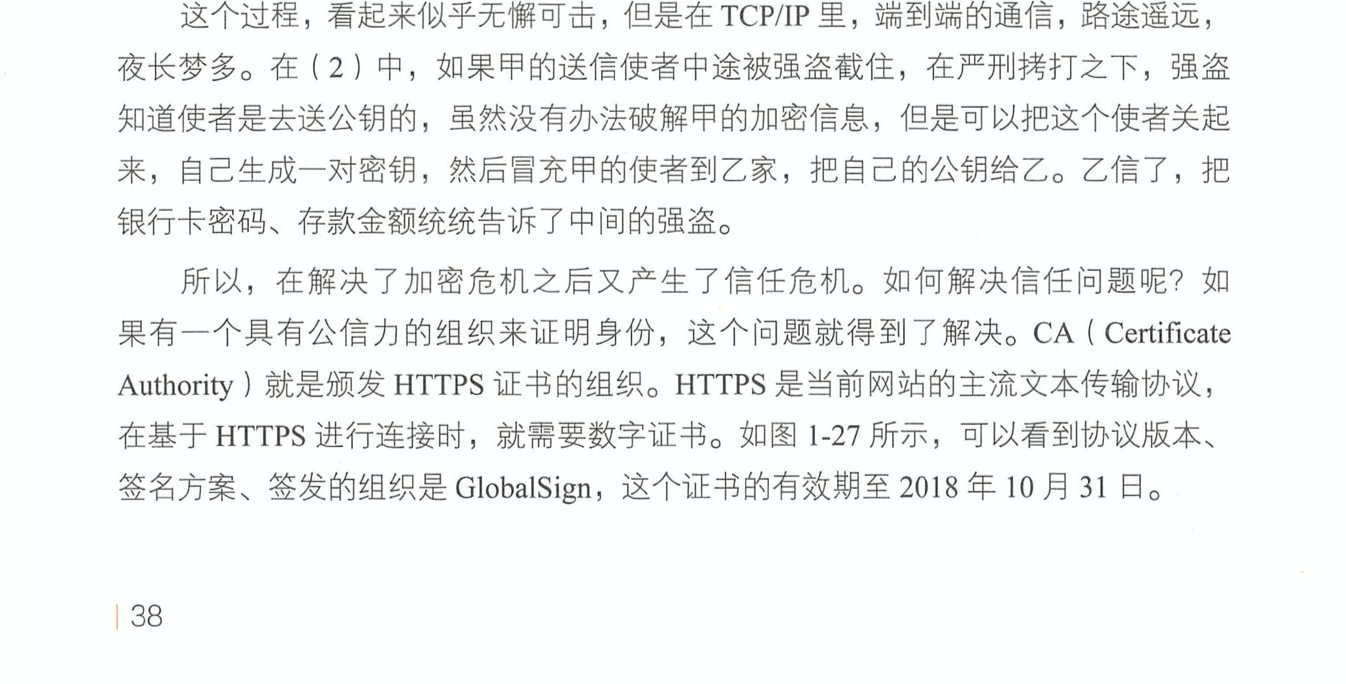 这个过程，看起来似乎无懈可击，但是在 TCP/IP 里，端到端的通信，路途遥远，
夜长梦多。在（2）中，如果甲的送信使者中途被强盗截住，在严刑拷打之下，强盗
知道使者是去送公钥的，虽然没有办法破解甲的加密信息，但是可以把这个使者关起
来，自己生成一对密钥，然后冒充甲的使者到乙家，把自己的公钥给乙。乙信了，把
银行卡密码、存款金额统统告诉了中间的强盗。
所以，在解决了加密危机之后又产生了信任危机。如何解决信任问题呢？如
果有一个具有公信力的组织来证明身份，这个问题就得到了解决。CA（Certificate
Authority）就是颁发 HTTPS 证书的组织。HTTPS 是当前网站的主流文本传输协议，
在基于 HTTPS 进行连接时，就需要数字证书。如图 1-27 所示，可以看到协议版本、
签名方案、签发的组织是 GlobalSign，这个证书的有效期至 2018 年 10 月 31 日。
38